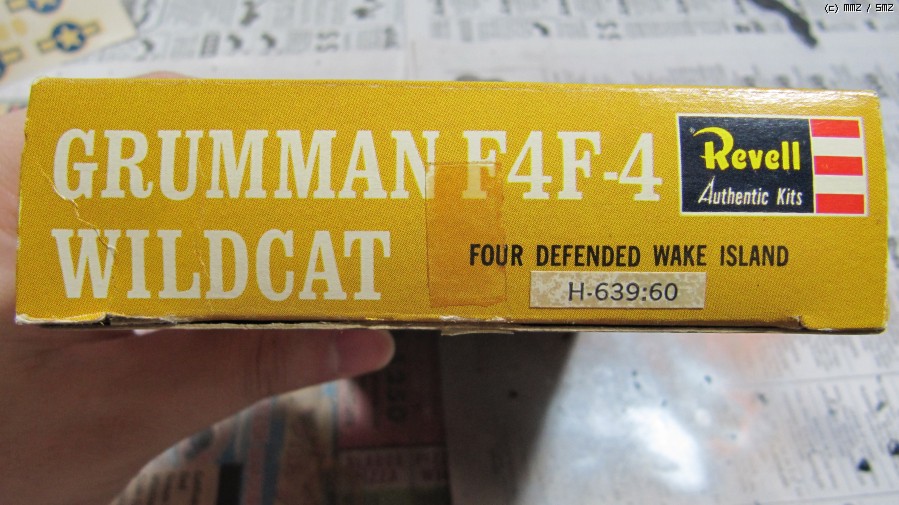 (c) MMZ / SMZ
GRUMMAN F4F-4
WILDCAT
Revell
Authentic Kits
FOUR DEFENDED WAKE ISLAND
H-639:60